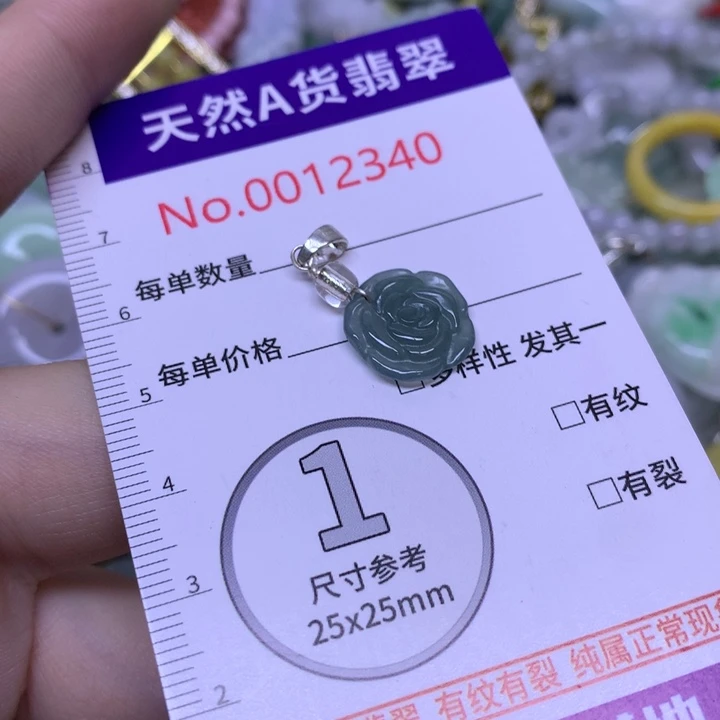 天然A货翡翠
No.0012340
8
7
每单数量
6
每单价格
5
多样性 发其一
□有纹
4
□有裂
1
尺寸参考
25x25mm
3
2
翡翠 有纹有裂 纯属正常现